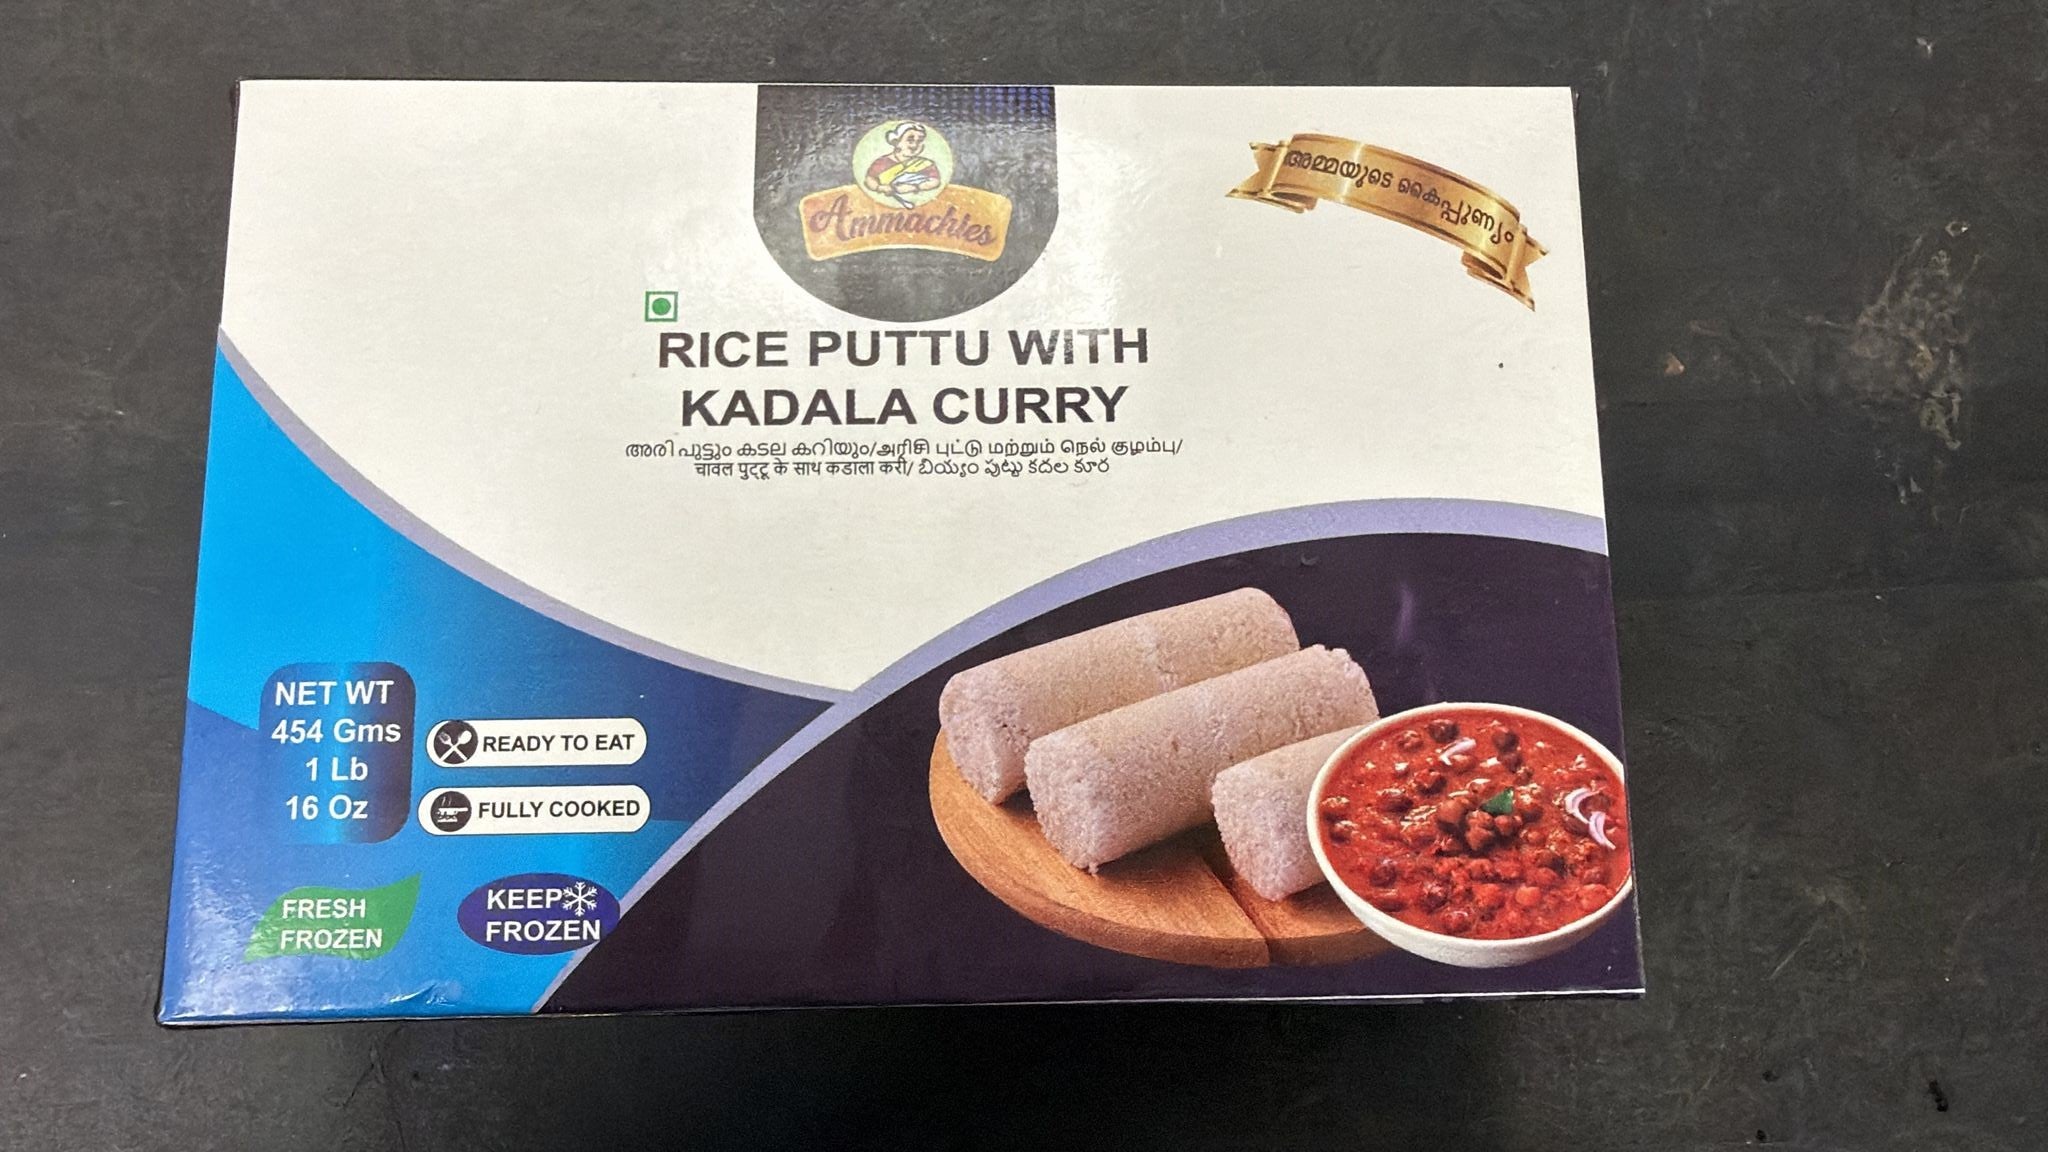 Ammachies
അമ്മയുടെ കൈപ്പുണ്യം
RICE PUTTU WITH
KADALA CURRY
അരി പുട്ടും കടല കറിയും/அரிசி புட்டு மற்றும் நெல் குழம்பு/
चावल पुट्टू के साथ कडाला करी/ బియ్యం పుట్టు కదల కూర
NET WT
454 Gms
1 Lb
16 Oz
READY TO EAT
FULLY COOKED
FRESH
FROZEN
KEEP
FROZEN